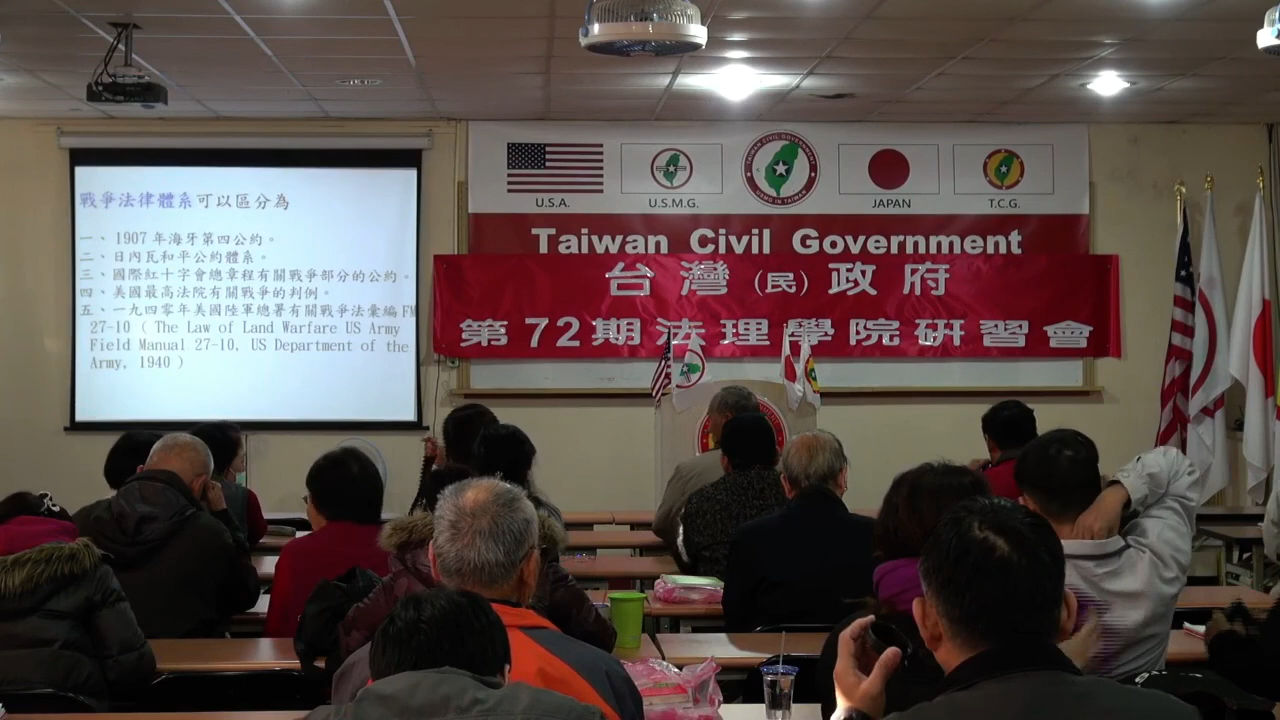 戰爭法律體系可以區分為
一、 1907 年海牙第四公約。
二、日內瓦和平公約體系。
三、國際紅十字會總章程有關戰爭部分的公約。
四、美國最高法院有關戰爭的判例。
五、一九四零年美國陸軍總署有關戰爭法彙編 FM
27-10 ( The Law of Land Warfare US Army
Field Manual 27-10, US Department of the
Army, 1940 )
TAIWAN CIVIL GOVERNMENT
USMG IN TAIWAN
U.S.A.
U.S.M.G.
JAPAN
T.C.G.
Taiwan Civil Government
台灣(民)政府
第72期法理學院研習會